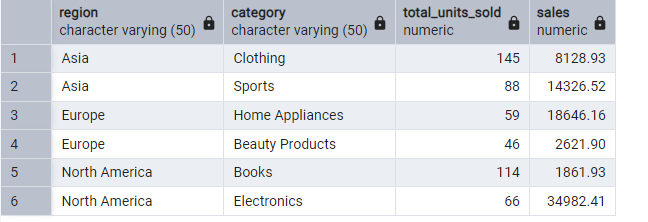 region category total_units_sold sales
character varying (50) character varying (50) numeric numeric
1 Asia Clothing 145 8128.93
2 Asia Sports 88 14326.52
3 Europe Home Appliances 59 18646.16
4 Europe Beauty Products 46 2621.90
5 North America Books 114 1861.93
6 North America Electronics 66 34982.41